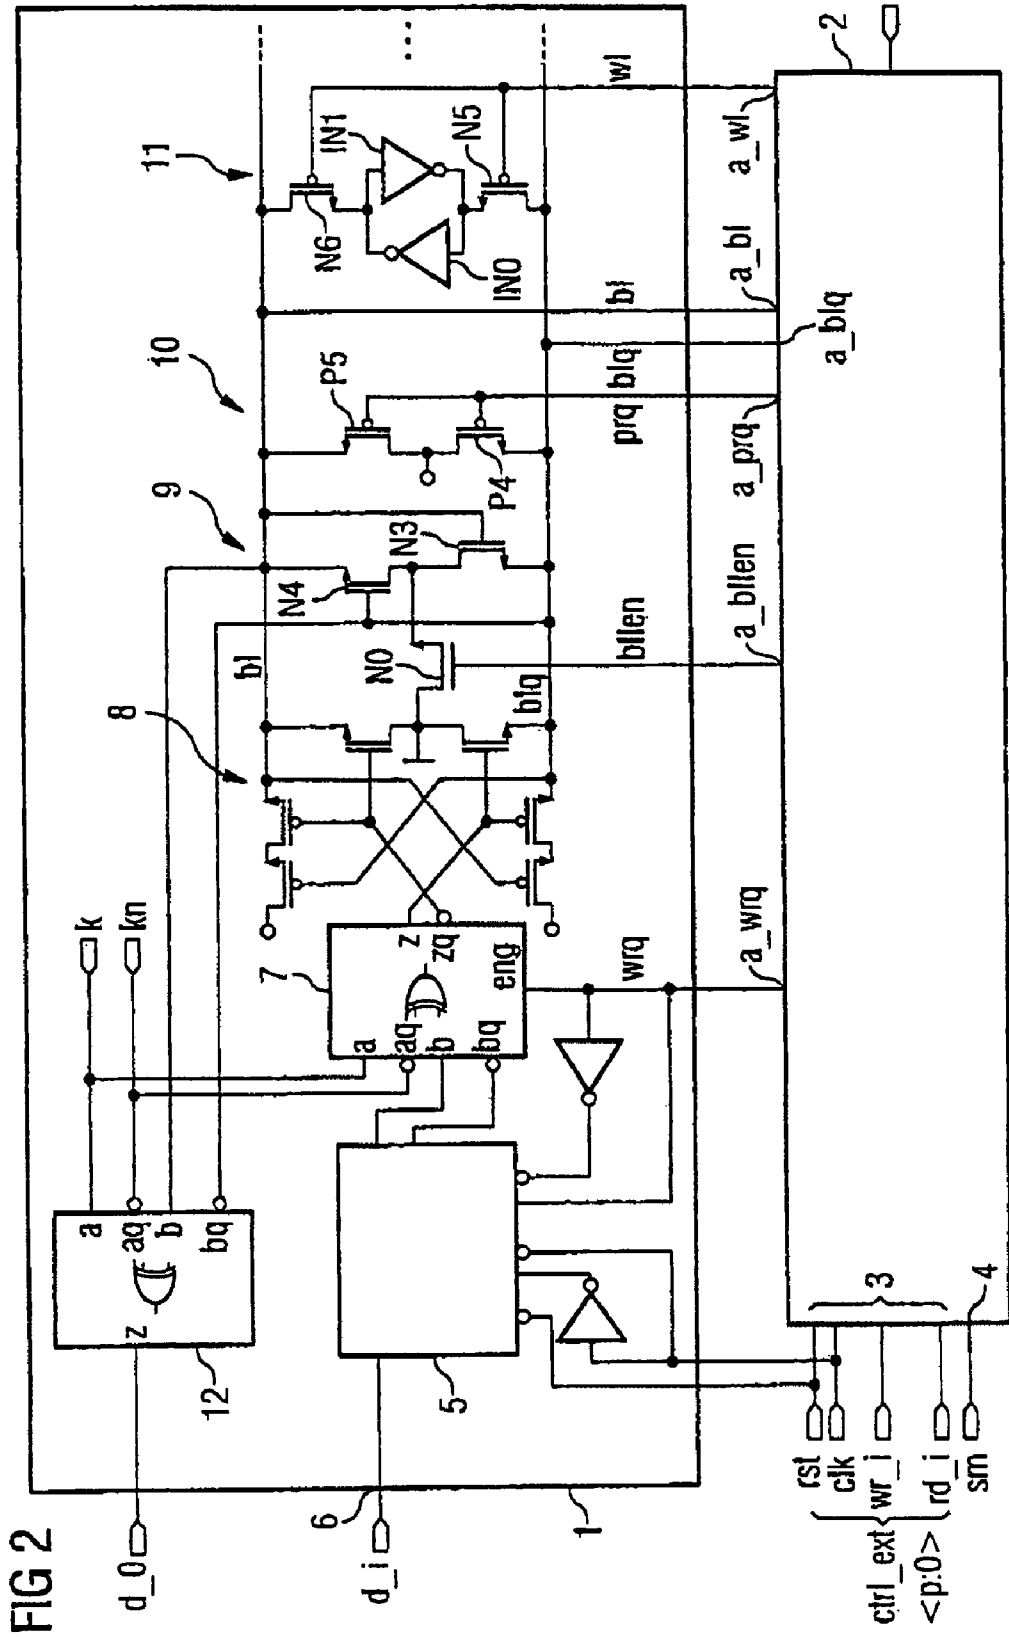 FIG 2
d_0
d_i
6
1
12
z
a
aq
b
bq
k
kn
5
7
a
aq
b
bq
z
zq
eng
wrq
8
bl
blq
N0
9
N4
N3
bllen
10
P5
P4
prq
blq
bl
11
N6
IN1
IN0
N5
wl
...
2
a_wrq
a_bllen
a_prq
a_blq
a_bl
a_wl
3
4
rst
clk
wr_i
rd_i
sm
ctrl_ext
<p:0>